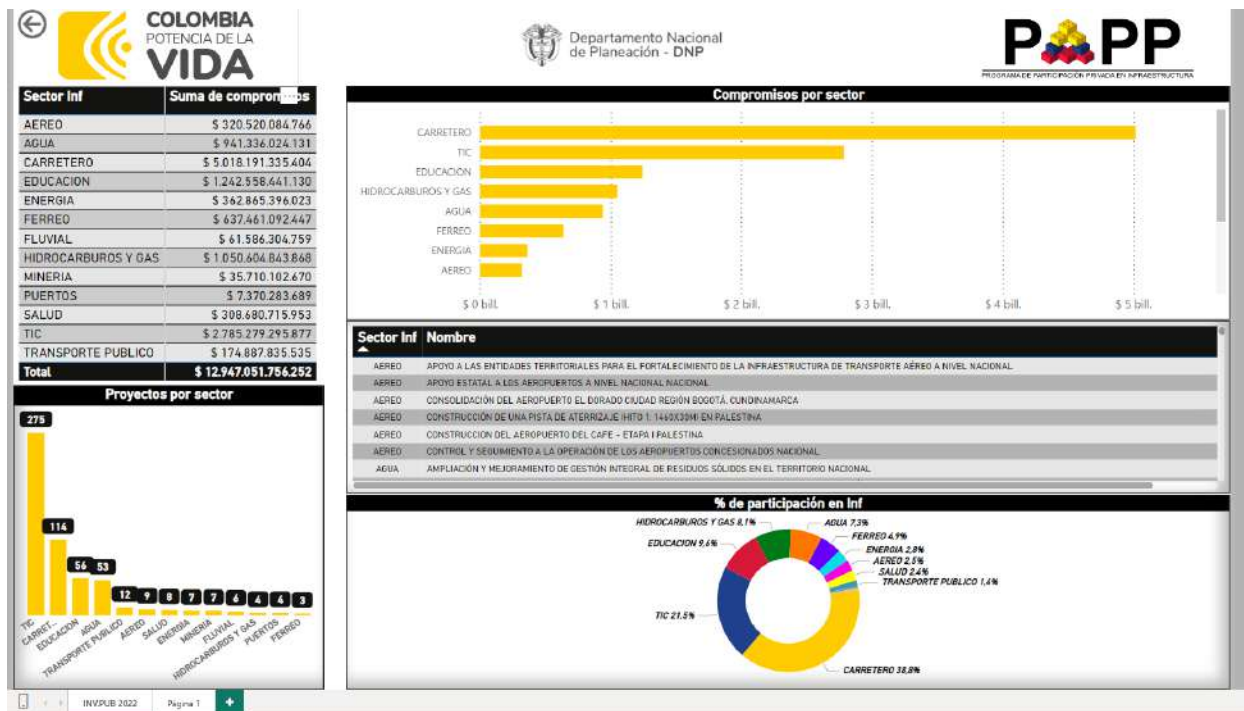 COLOMBIA
POTENCIA DE LA
VIDA
Departamento Nacional
de Planeación - DNP
PAPP
PROGRAMA DE PARTICIPACIÓN PRIVADA EN INFRAESTRUCTURA
Sector Inf Suma de compromisos
AEREO $ 320.520.084.766
AGUA $ 941.336.024.131
CARRETERO $ 5.018.191.335.404
EDUCACION $ 1.242.558.441.130
ENERGIA $ 362.865.396.023
FERREO $ 637.461.092.447
FLUVIAL $ 61.586.304.759
HIDROCARBUROS Y GAS $ 1.050.604.843.868
MINERIA $ 35.710.102.670
PUERTOS $ 7.370.283.689
SALUD $ 308.680.715.953
TIC $ 2.785.279.295.877
TRANSPORTE PUBLICO $ 174.887.835.535
Total $ 12.947.051.756.252
Compromisos por sector
CARRETERO
TIC
EDUCACION
HIDROCARBUROS Y GAS
AGUA
FERREO
ENERGIA
AEREO
$ 0 bill. $ 1 bill. $ 2 bill. $ 3 bill. $ 4 bill. $ 5 bill.
Sector Inf Nombre
AEREO APOYO A LAS ENTIDADES TERRITORIALES PARA EL FORTALECIMIENTO DE LA INFRAESTRUCTURA DE TRANSPORTE AÉREO A NIVEL NACIONAL
AEREO APOYO ESTATAL A LOS AEROPUERTOS A NIVEL NACIONAL NACIONAL
AEREO CONSOLIDACIÓN DEL AEROPUERTO EL DORADO CIUDAD REGIÓN BOGOTÁ, CUNDINAMARCA
AEREO CONSTRUCCIÓN DE UNA PISTA DE ATERRIZAJE (HITO 1: 1460X30M) EN PALESTINA
AEREO CONSTRUCCION DEL AEROPUERTO DEL CAFE - ETAPA I PALESTINA
AEREO CONTROL Y SEGUIMIENTO A LA OPERACIÓN DE LOS AEROPUERTOS CONCESIONADOS NACIONAL
AGUA AMPLIACIÓN Y MEJORAMIENTO DE GESTIÓN INTEGRAL DE RESIDUOS SÓLIDOS EN EL TERRITORIO NACIONAL
Proyectos por sector
275
114
56 53
12 9 8 7 7 6 4 4 3
TIC
CARRET...
EDUCACION
AGUA
TRANSPORTE PUBLICO
AEREO
SALUD
ENERGIA
MINERIA
FLUVIAL
HIDROCARBUROS Y GAS
PUERTOS
FERREO
% de participación en Inf
HIDROCARBUROS Y GAS 8,1%
AGUA 7,3%
EDUCACION 9,6%
FERREO 4,9%
ENERGIA 2,8%
AEREO 2,5%
SALUD 2,4%
TRANSPORTE PUBLICO 1,4%
TIC 21,5%
CARRETERO 38,8%
INV.PUB 2022 Página 1